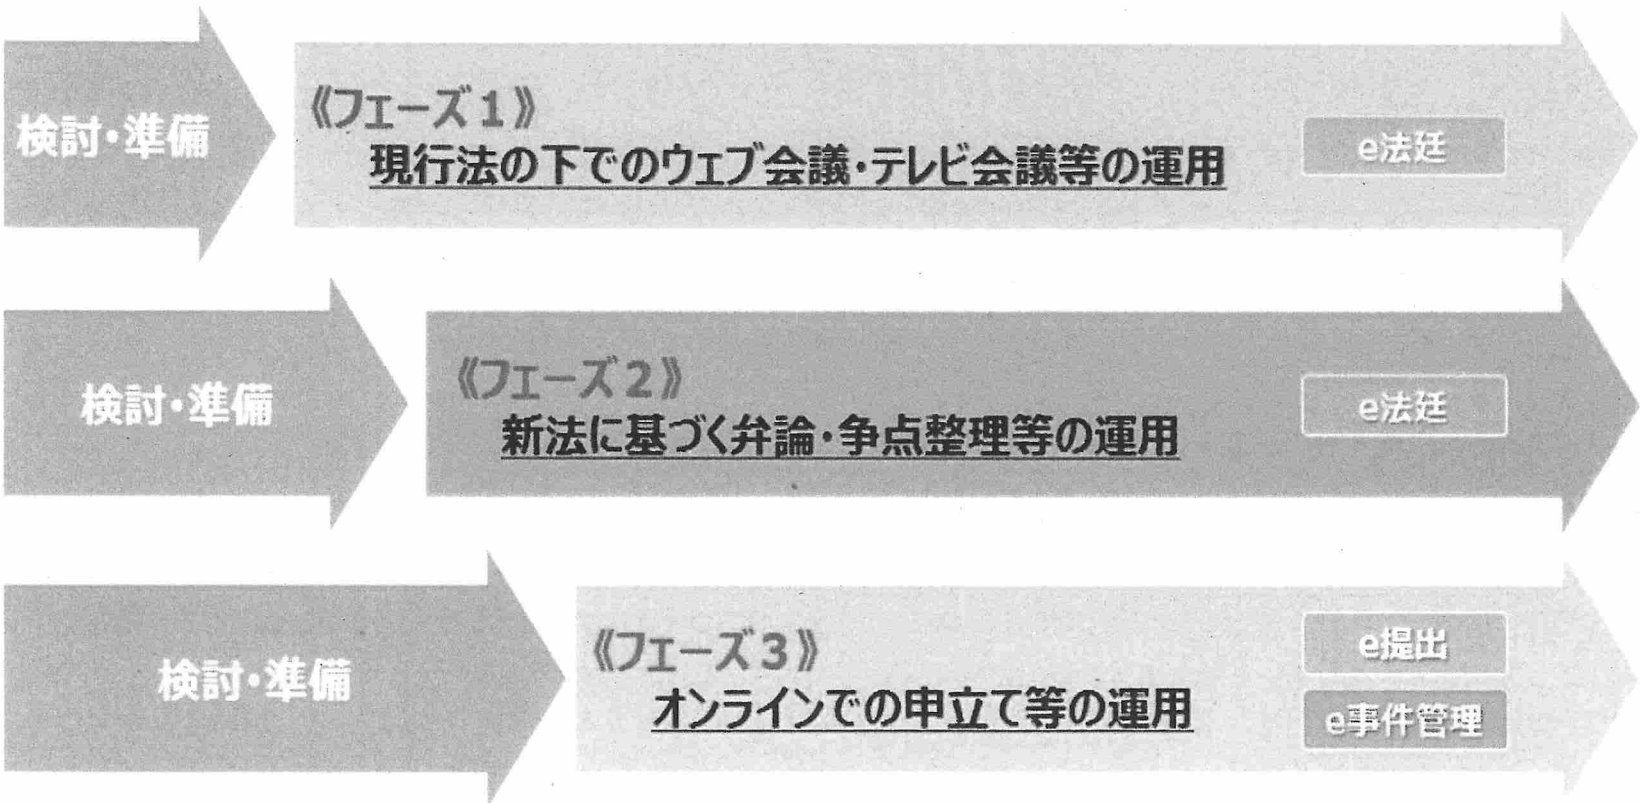 検討・準備
《フェーズ1》
現行法の下でのウェブ会議・テレビ会議等の運用
e法廷
検討・準備
《フェーズ2》
新法に基づく弁論・争点整理等の運用
e法廷
検討・準備
《フェーズ3》
オンラインでの申立て等の運用
e提出
e事件管理